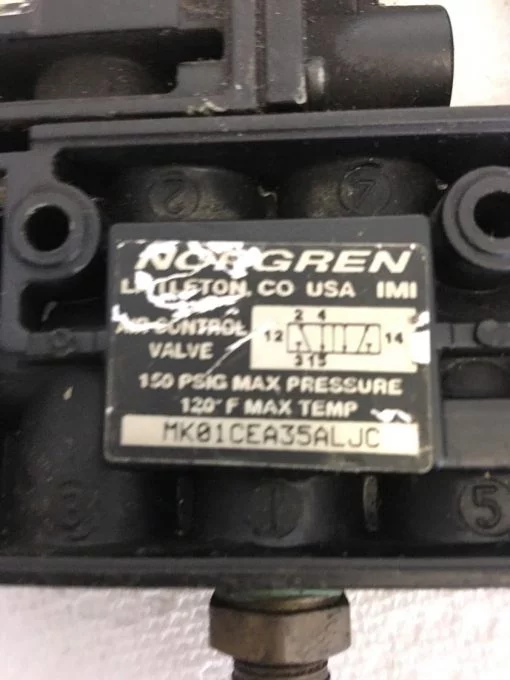 2
7
NORGREN
LITTLETON, CO USA IMI
AIR CONTROL
VALVE
2 4
12
14
3 1 5
150 PSIG MAX PRESSURE
120°F MAX TEMP
MK01CEA35ALJC
1
5